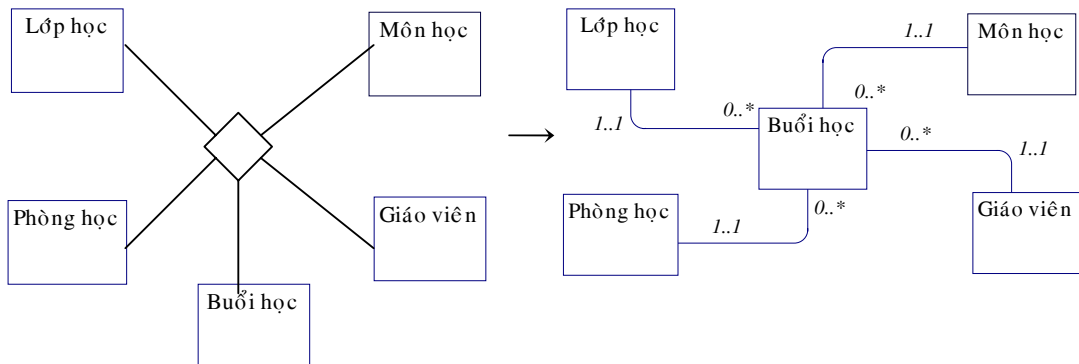 Lớp học
Môn học
Phòng học
Giáo viên
Buổi học
→
Lớp học
1..1
Môn học
1..1
0..*
0..*
Buổi học
0..*
1..1
Phòng học
1..1
0..*
Giáo viên